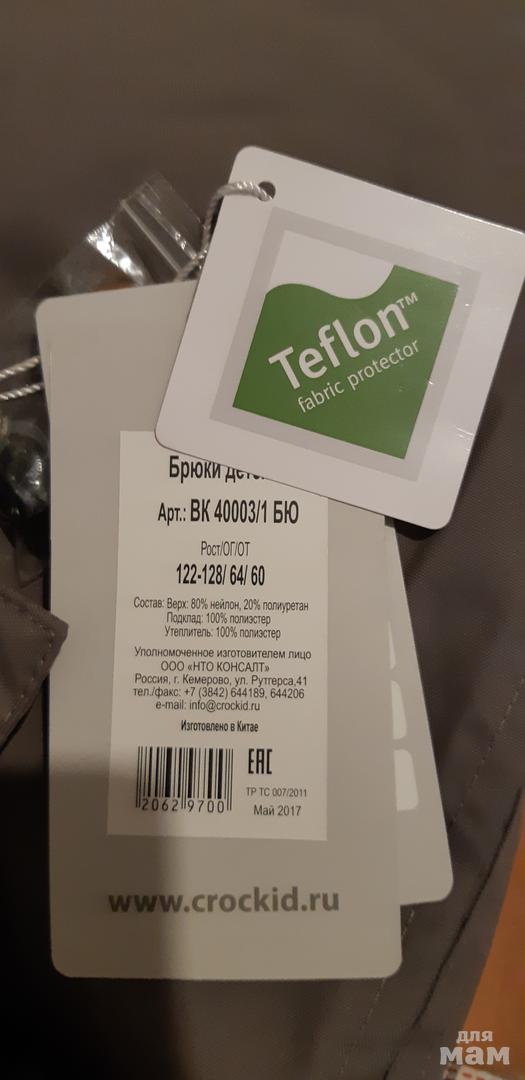 Teflon™
fabric protector
Брюки
Арт.: ВК 40003/1 БЮ
Рост/ОГ/ОТ
122-128/ 64/ 60
Состав: Верх: 80% нейлон, 20% полиуретан
Подклад: 100% полиэстер
Утеплитель: 100% полиэстер
Уполномоченное изготовителем лицо
ООО «НТО КОНСАЛТ»
Россия, г. Кемерово, ул. Рутгерса,41
тел./факс: +7 (3842) 644189, 644206
e-mail: info@crockid.ru
Изготовлено в Китае
ЕАС
ТР ТС 007/2011
2062 9700
Май 2017
www.crockid.ru
для
мам